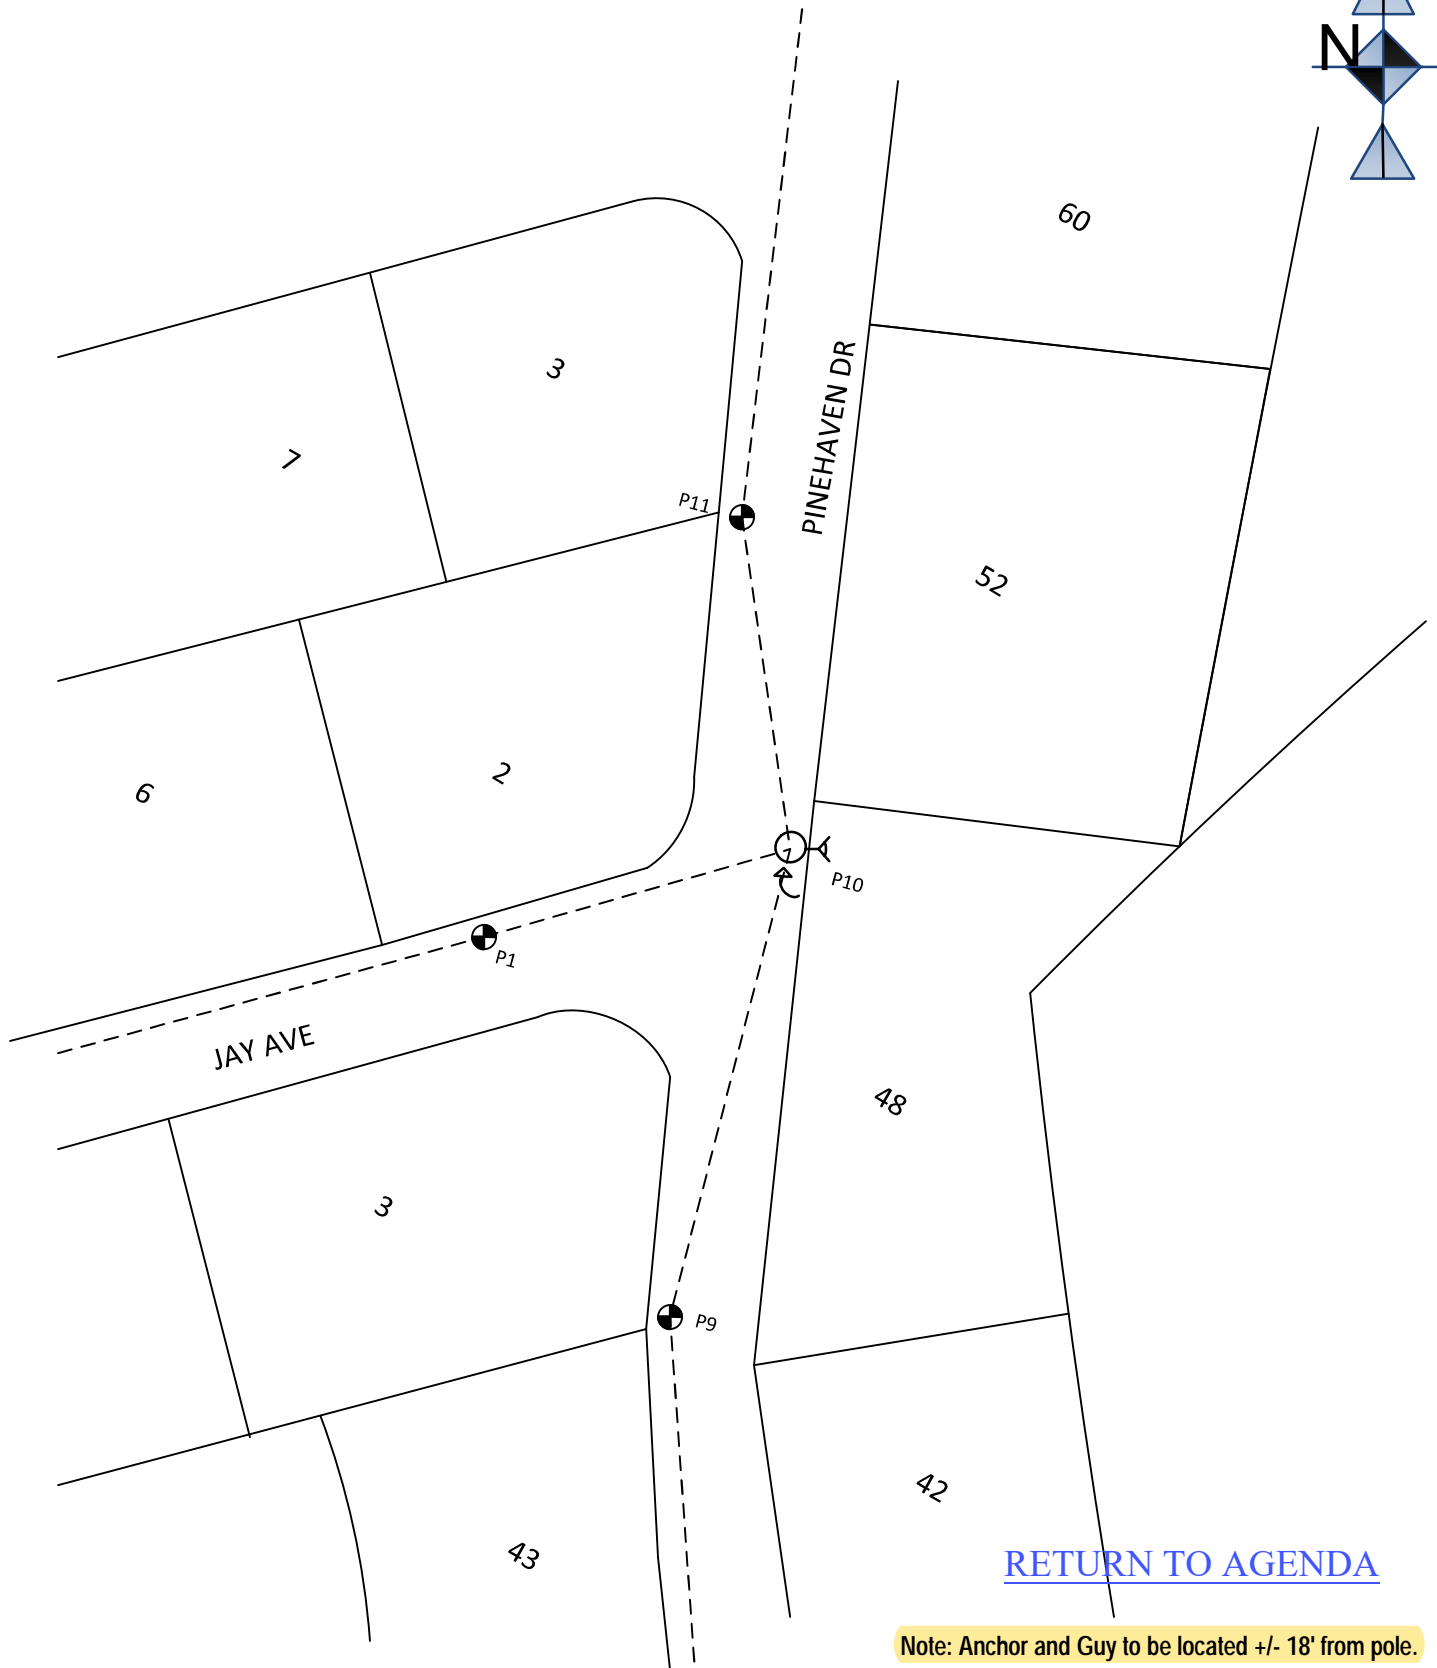 N
60
3
PINEHAVEN DR
7
P11
52
2
6
P10
P1
JAY AVE
48
3
P9
42
43
RETURN TO AGENDA
Note: Anchor and Guy to be located +/- 18' from pole.